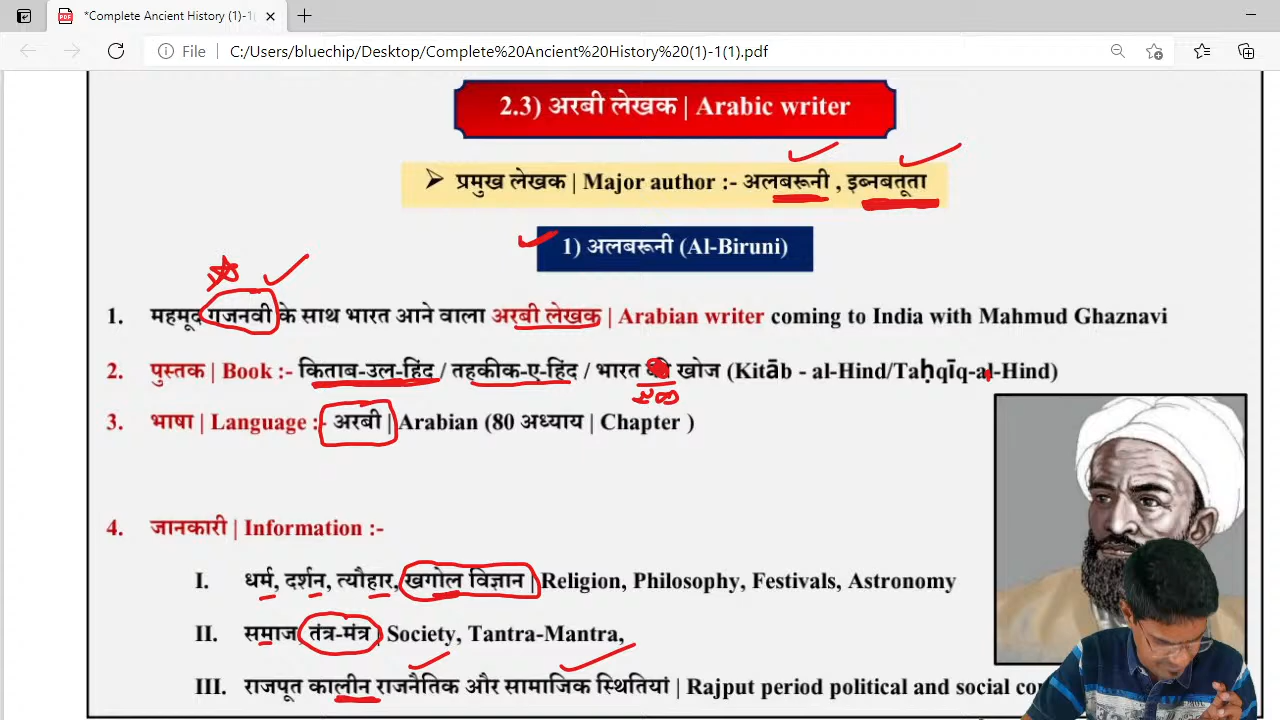 *Complete Ancient History (1)-1(
File C:/Users/bluechip/Desktop/Complete%20Ancient%20History%20(1)-1(1).pdf
2.3) अरबी लेखक | Arabic writer
➢ प्रमुख लेखक | Major author :- अलबरूनी , इब्नबतूता
1) अलबरूनी (Al-Biruni)
1. महमूद गजनवी के साथ भारत आने वाला अरबी लेखक | Arabian writer coming to India with Mahmud Ghaznavi
2. पुस्तक | Book :- किताब-उल-हिंद / तहकीक-ए-हिंद / भारत खोज (Kitāb - al-Hind/Taḥqīq-al-Hind)
3. भाषा | Language :- अरबी | Arabian (80 अध्याय | Chapter )
4. जानकारी | Information :-
I. धर्म, दर्शन, त्यौहार, खगोल विज्ञान | Religion, Philosophy, Festivals, Astronomy
II. समाज, तंत्र-मंत्र | Society, Tantra-Mantra,
III. राजपूत कालीन राजनैतिक और सामाजिक स्थितियां | Rajput period political and social